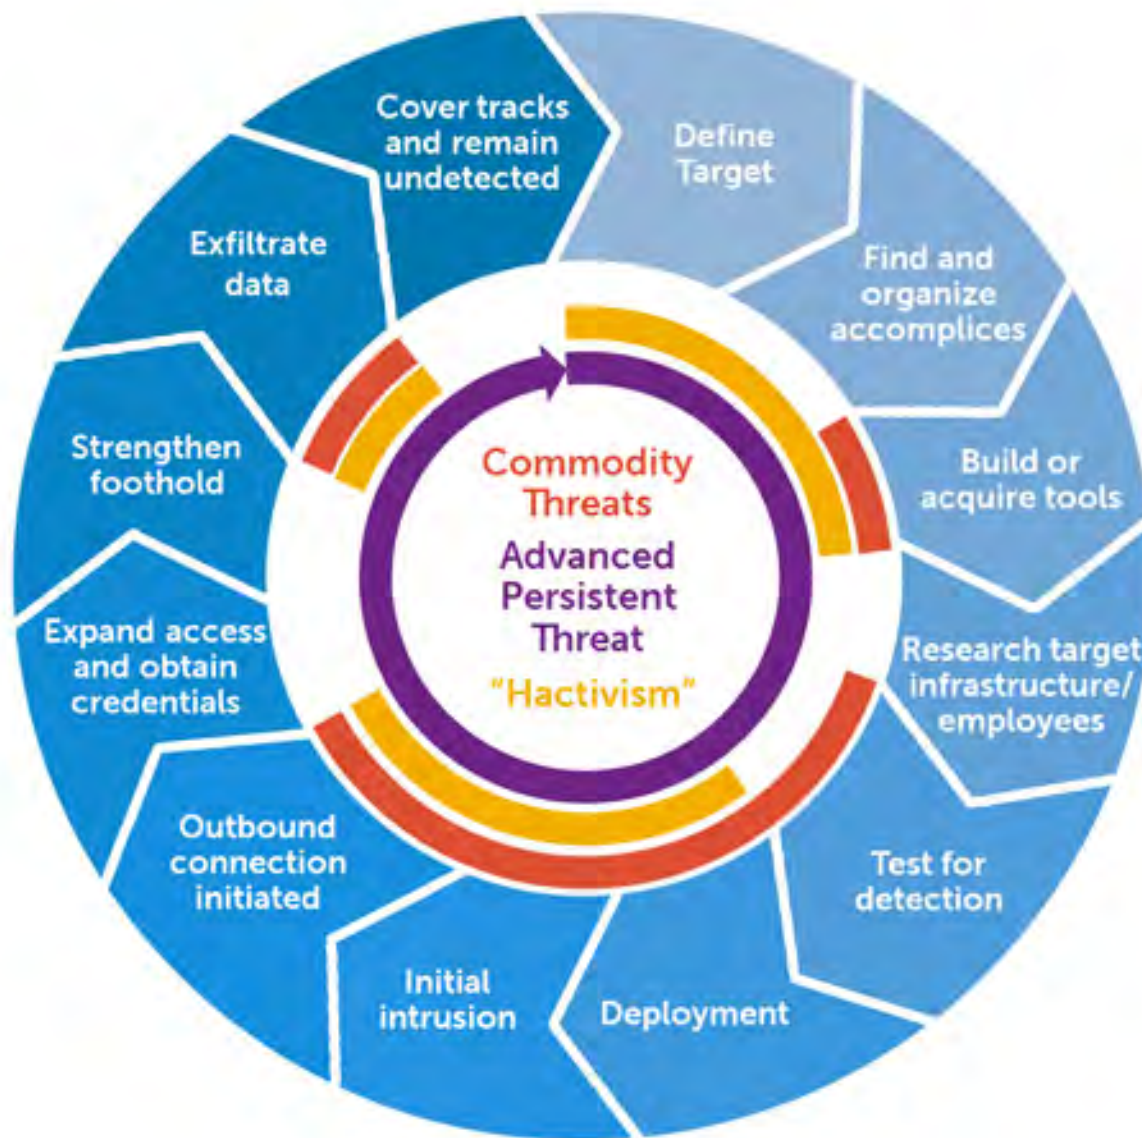 Define
Target
Find and
organize
accomplices
Build or
acquire tools
Research target
infrastructure/
employees
Test for
detection
Deployment
Initial
intrusion
Outbound
connection
initiated
Expand access
and obtain
credentials
Strengthen
foothold
Exfiltrate
data
Cover tracks
and remain
undetected
Commodity
Threats
Advanced
Persistent
Threat
"Hactivism"